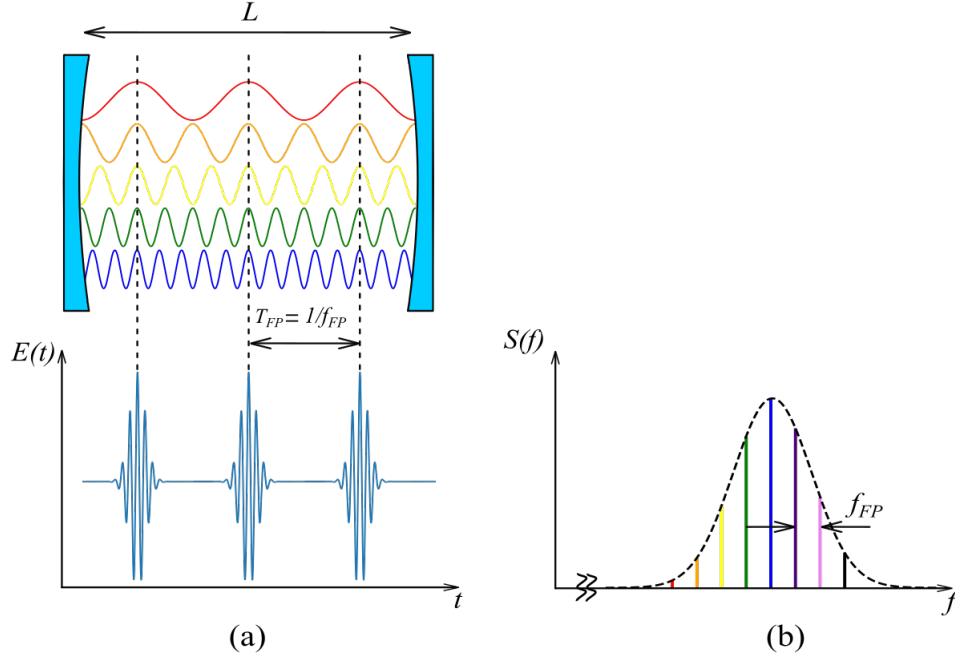 L
T_FP = 1/f_FP
E(t)
t
(a)
S(f)
f_FP
f
(b)